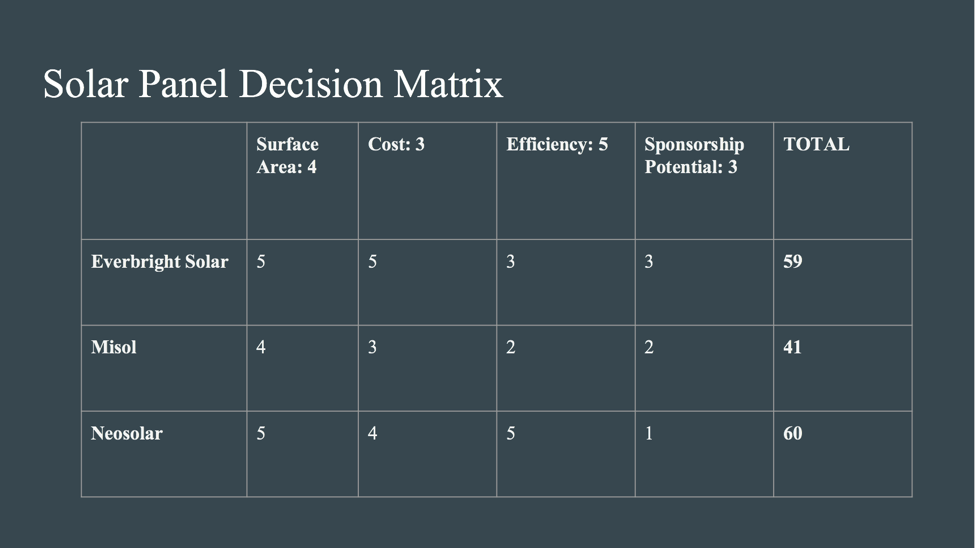 Solar Panel Decision Matrix
Surface
Area: 4
Cost: 3
Efficiency: 5
Sponsorship
Potential: 3
TOTAL
Everbright Solar 5 5 3 3 59
Misol 4 3 2 2 41
Neosolar 5 4 5 1 60